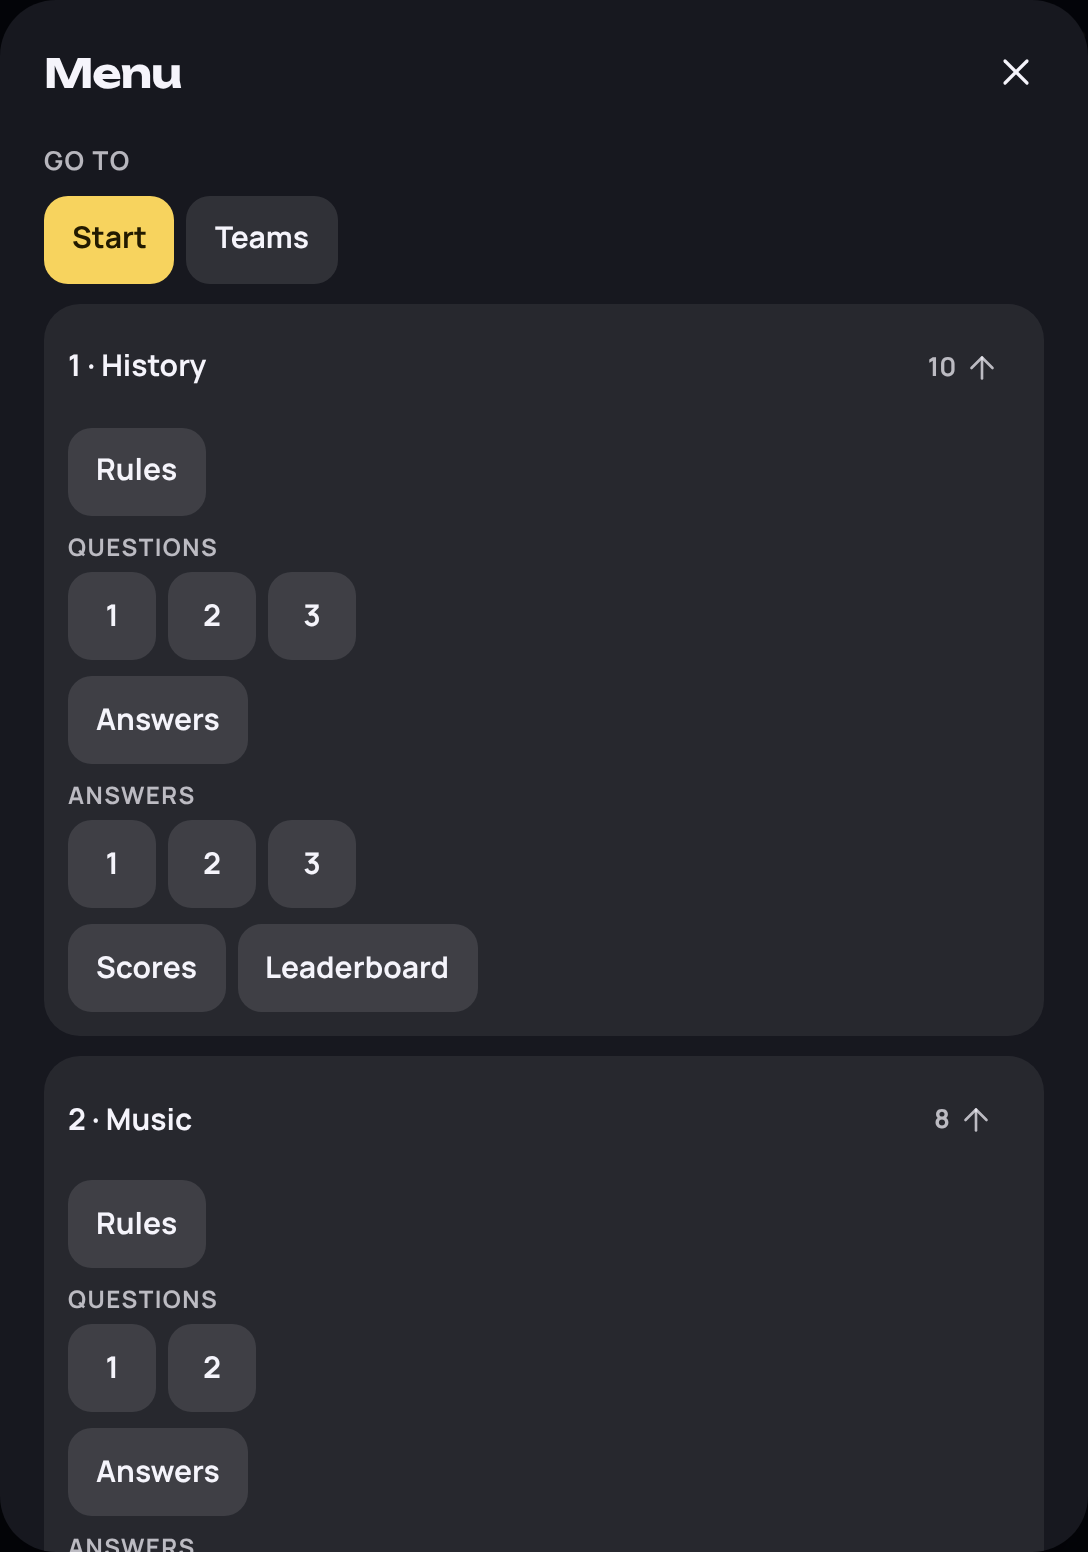 Menu
GO TO
Start Teams
1 · History 10 ↑
Rules
QUESTIONS
1 2 3
Answers
ANSWERS
1 2 3
Scores Leaderboard
2 · Music 8 ↑
Rules
QUESTIONS
1 2
Answers
ANSWERS